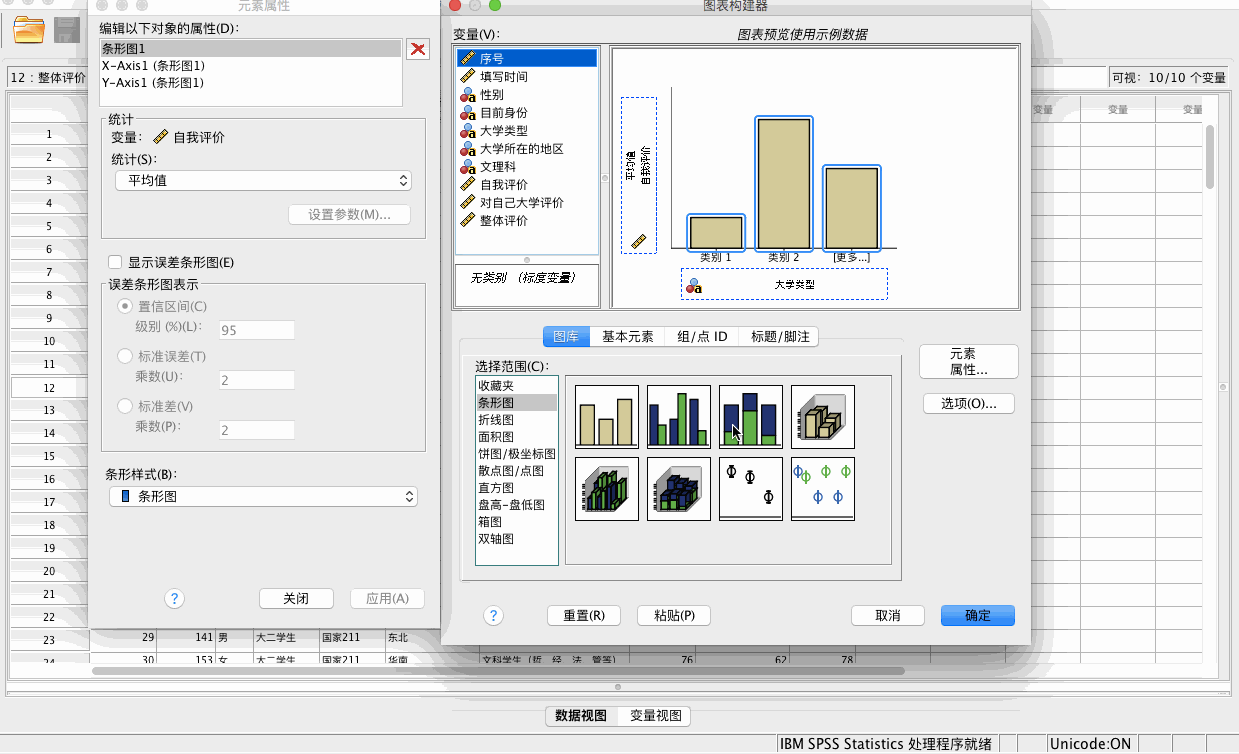 元素属性
编辑以下对象的属性(D):
条形图1
X-Axis1 (条形图1)
Y-Axis1 (条形图1)
统计
变量: 自我评价
统计(S):
平均值
设置参数(M)...
显示误差条形图(E)
误差条形图表示
置信区间(C)
级别 (%)(L): 95
标准误差(T)
乘数(U): 2
标准差(V)
乘数(P): 2
条形样式(B):
条形图
?
关闭
应用(A)
图表构建器
变量(V):
图表预览使用示例数据
序号
填写时间
性别
目前身份
大学类型
大学所在的地区
文理科
自我评价
对自己大学评价
整体评价
无类别 (标度变量)
平均值
自我评价
类别 1 类别 2 [更多...]
大学类型
图库 基本元素 组/点 ID 标题/脚注
选择范围(C):
收藏夹
条形图
折线图
面积图
饼图/极坐标图
散点图/点图
直方图
盘高-盘低图
箱图
双轴图
元素
属性...
选项(O)...
?
重置(R)
粘贴(P)
取消
确定
12 : 整体评价
可视: 10/10 个变量
变量 变量 变量
1
2
3
4
5
6
7
8
9
10
11
12
13
14
15
16
17
18
19
20
21
22
23 29 141 男 大二学生 国家211 东北
24 30 153 女 大二学生 国家211 华南 文科学生（哲、经、法、管等） 76 62 78
数据视图 变量视图
IBM SPSS Statistics 处理程序就绪
Unicode:ON